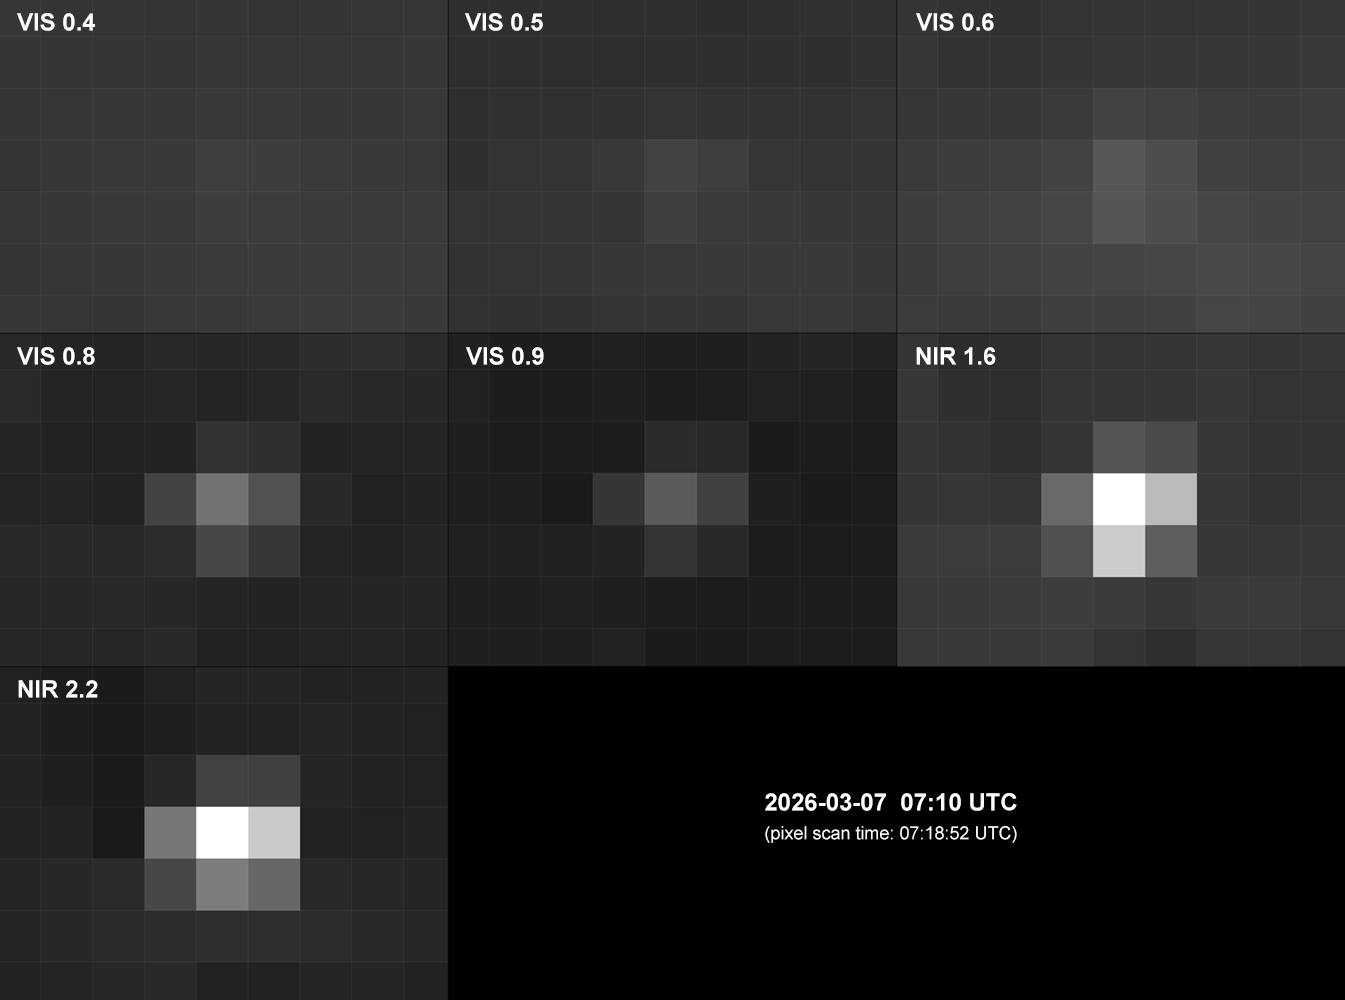 VIS 0.4
VIS 0.5
VIS 0.6
VIS 0.8
VIS 0.9
NIR 1.6
NIR 2.2
2026-03-07 07:10 UTC
(pixel scan time: 07:18:52 UTC)